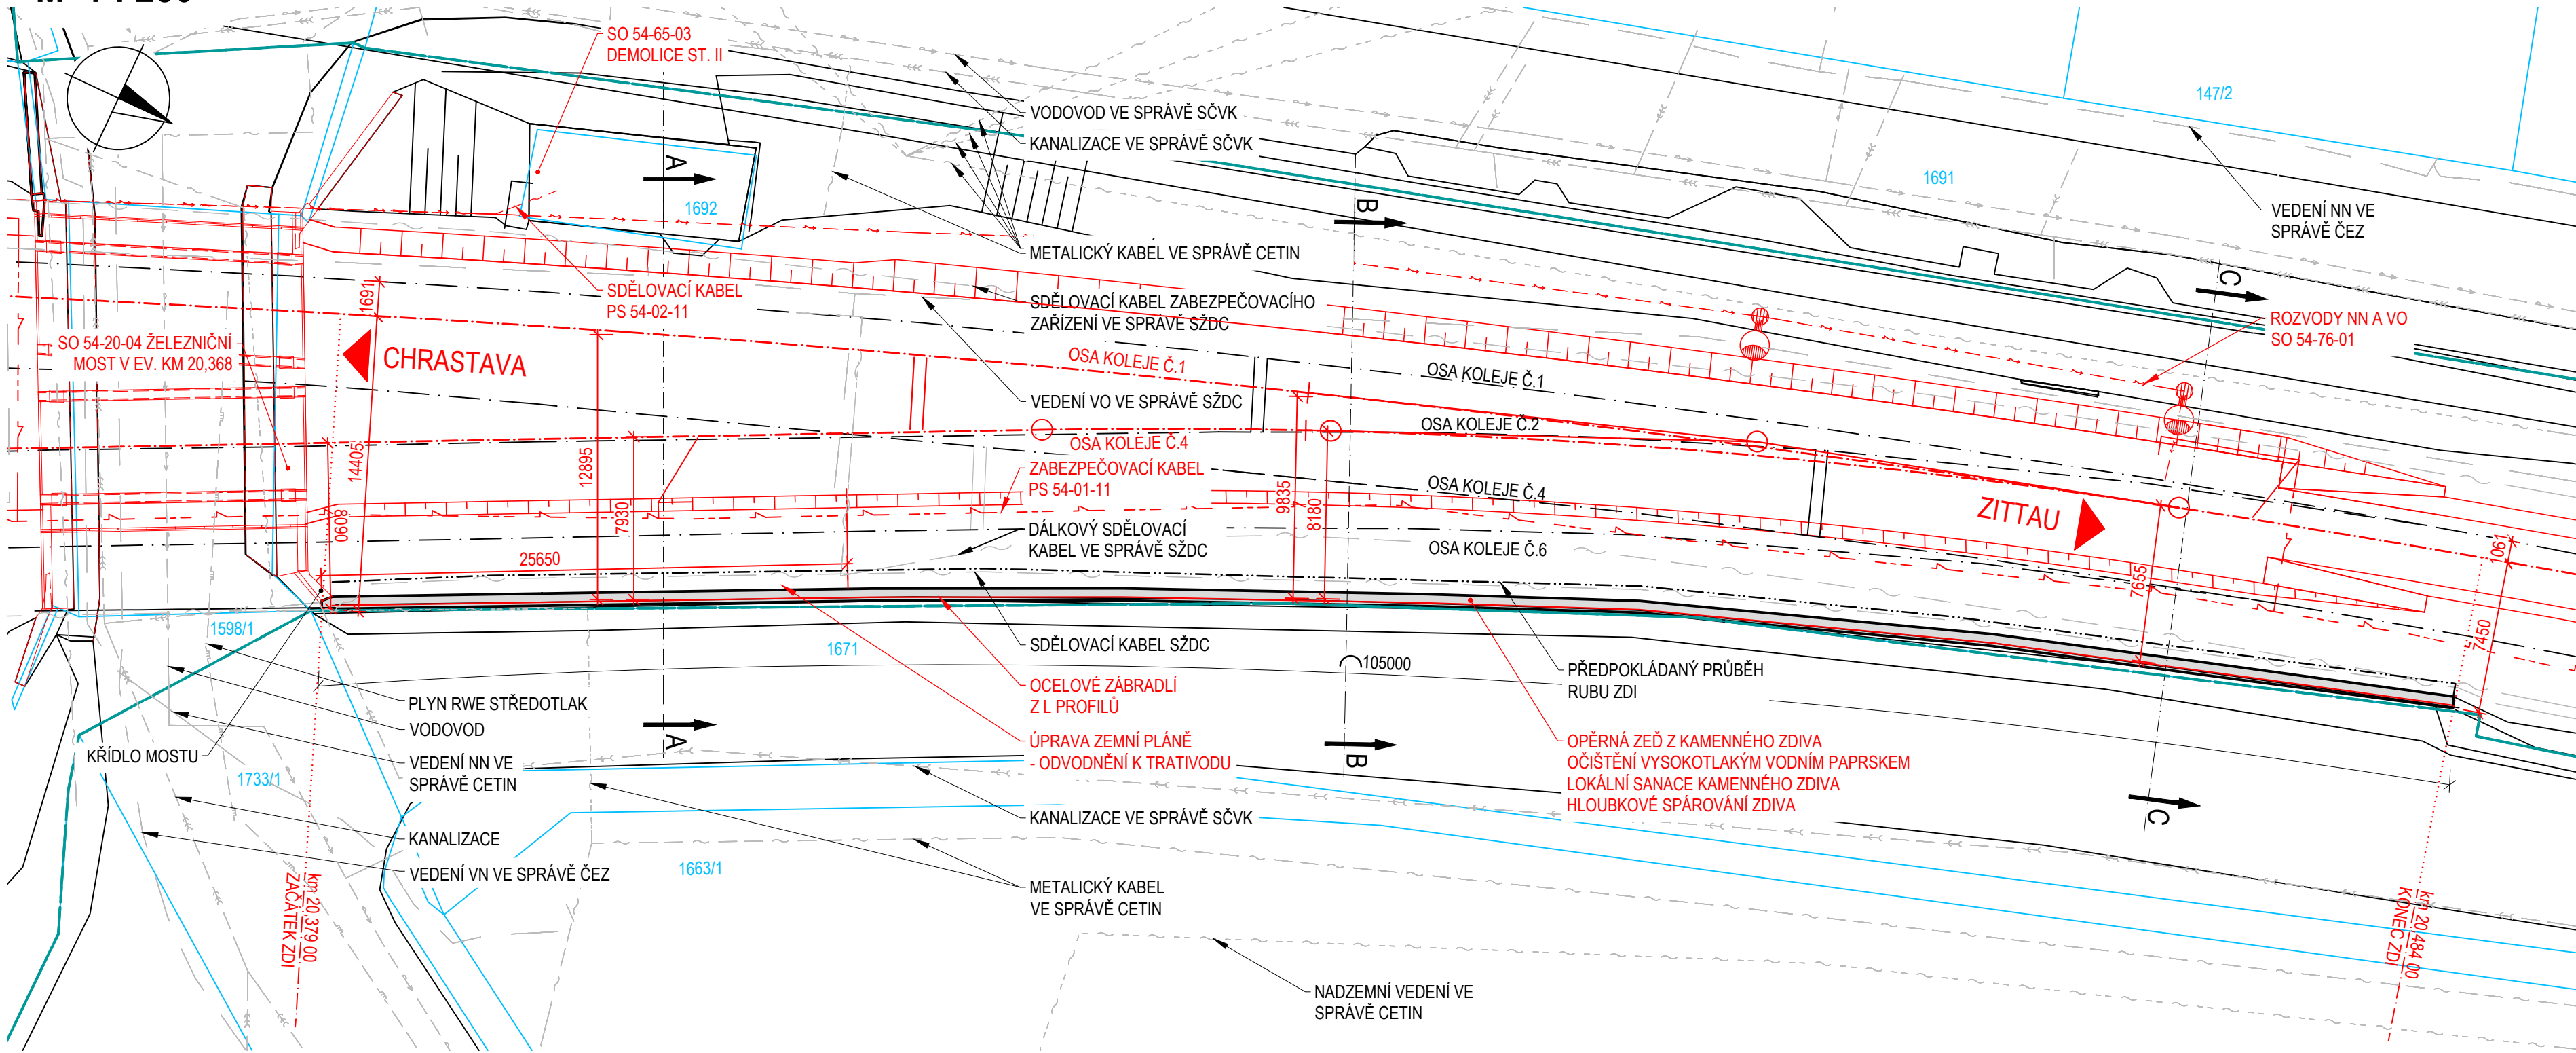 SO 54-65-03
DEMOLICE ST. II
VODOVOD VE SPRÁVĚ SČVK
KANALIZACE VE SPRÁVĚ SČVK
147/2
1691
1692
A
B
C
VEDENÍ NN VE
SPRÁVĚ ČEZ
METALICKÝ KABEL VE SPRÁVĚ CETIN
SDĚLOVACÍ KABEL
PS 54-02-11
SDĚLOVACÍ KABEL ZABEZPEČOVACÍHO
ZAŘÍZENÍ VE SPRÁVĚ SŽDC
ROZVODY NN A VO
SO 54-76-01
SO 54-20-04 ŽELEZNIČNÍ
MOST V EV. KM 20,368
1691
CHRASTAVA
OSA KOLEJE Č.1
OSA KOLEJE Č.1
VEDENÍ VO VE SPRÁVĚ SŽDC
OSA KOLEJE Č.2
OSA KOLEJE Č.4
ZABEZPEČOVACÍ KABEL
PS 54-01-11
OSA KOLEJE Č.4
14405
12895
7930
8060
9835
8180
ZITTAU
DÁLKOVÝ SDĚLOVACÍ
KABEL VE SPRÁVĚ SŽDC
OSA KOLEJE Č.6
25650
7655
1061
7450
1598/1
1671
SDĚLOVACÍ KABEL SŽDC
105000
PŘEDPOKLÁDANÝ PRŮBĚH
RUBU ZDI
OCELOVÉ ZÁBRADLÍ
Z L PROFILŮ
PLYN RWE STŘEDOTLAK
VODOVOD
KŘÍDLO MOSTU
VEDENÍ NN VE
SPRÁVĚ CETIN
1733/1
A
B
C
ÚPRAVA ZEMNÍ PLÁNĚ
- ODVODNĚNÍ K TRATIVODU
OPĚRNÁ ZEĎ Z KAMENNÉHO ZDIVA
OČIŠTĚNÍ VYSOKOTLAKÝM VODNÍM PAPRSKEM
LOKÁLNÍ SANACE KAMENNÉHO ZDIVA
HLOUBKOVÉ SPÁROVÁNÍ ZDIVA
KANALIZACE VE SPRÁVĚ SČVK
KANALIZACE
VEDENÍ VN VE SPRÁVĚ ČEZ
1663/1
METALICKÝ KABEL
VE SPRÁVĚ CETIN
km 20,379 00
ZAČÁTEK ZDI
km 20,484 00
KONEC ZDI
NADZEMNÍ VEDENÍ VE
SPRÁVĚ CETIN